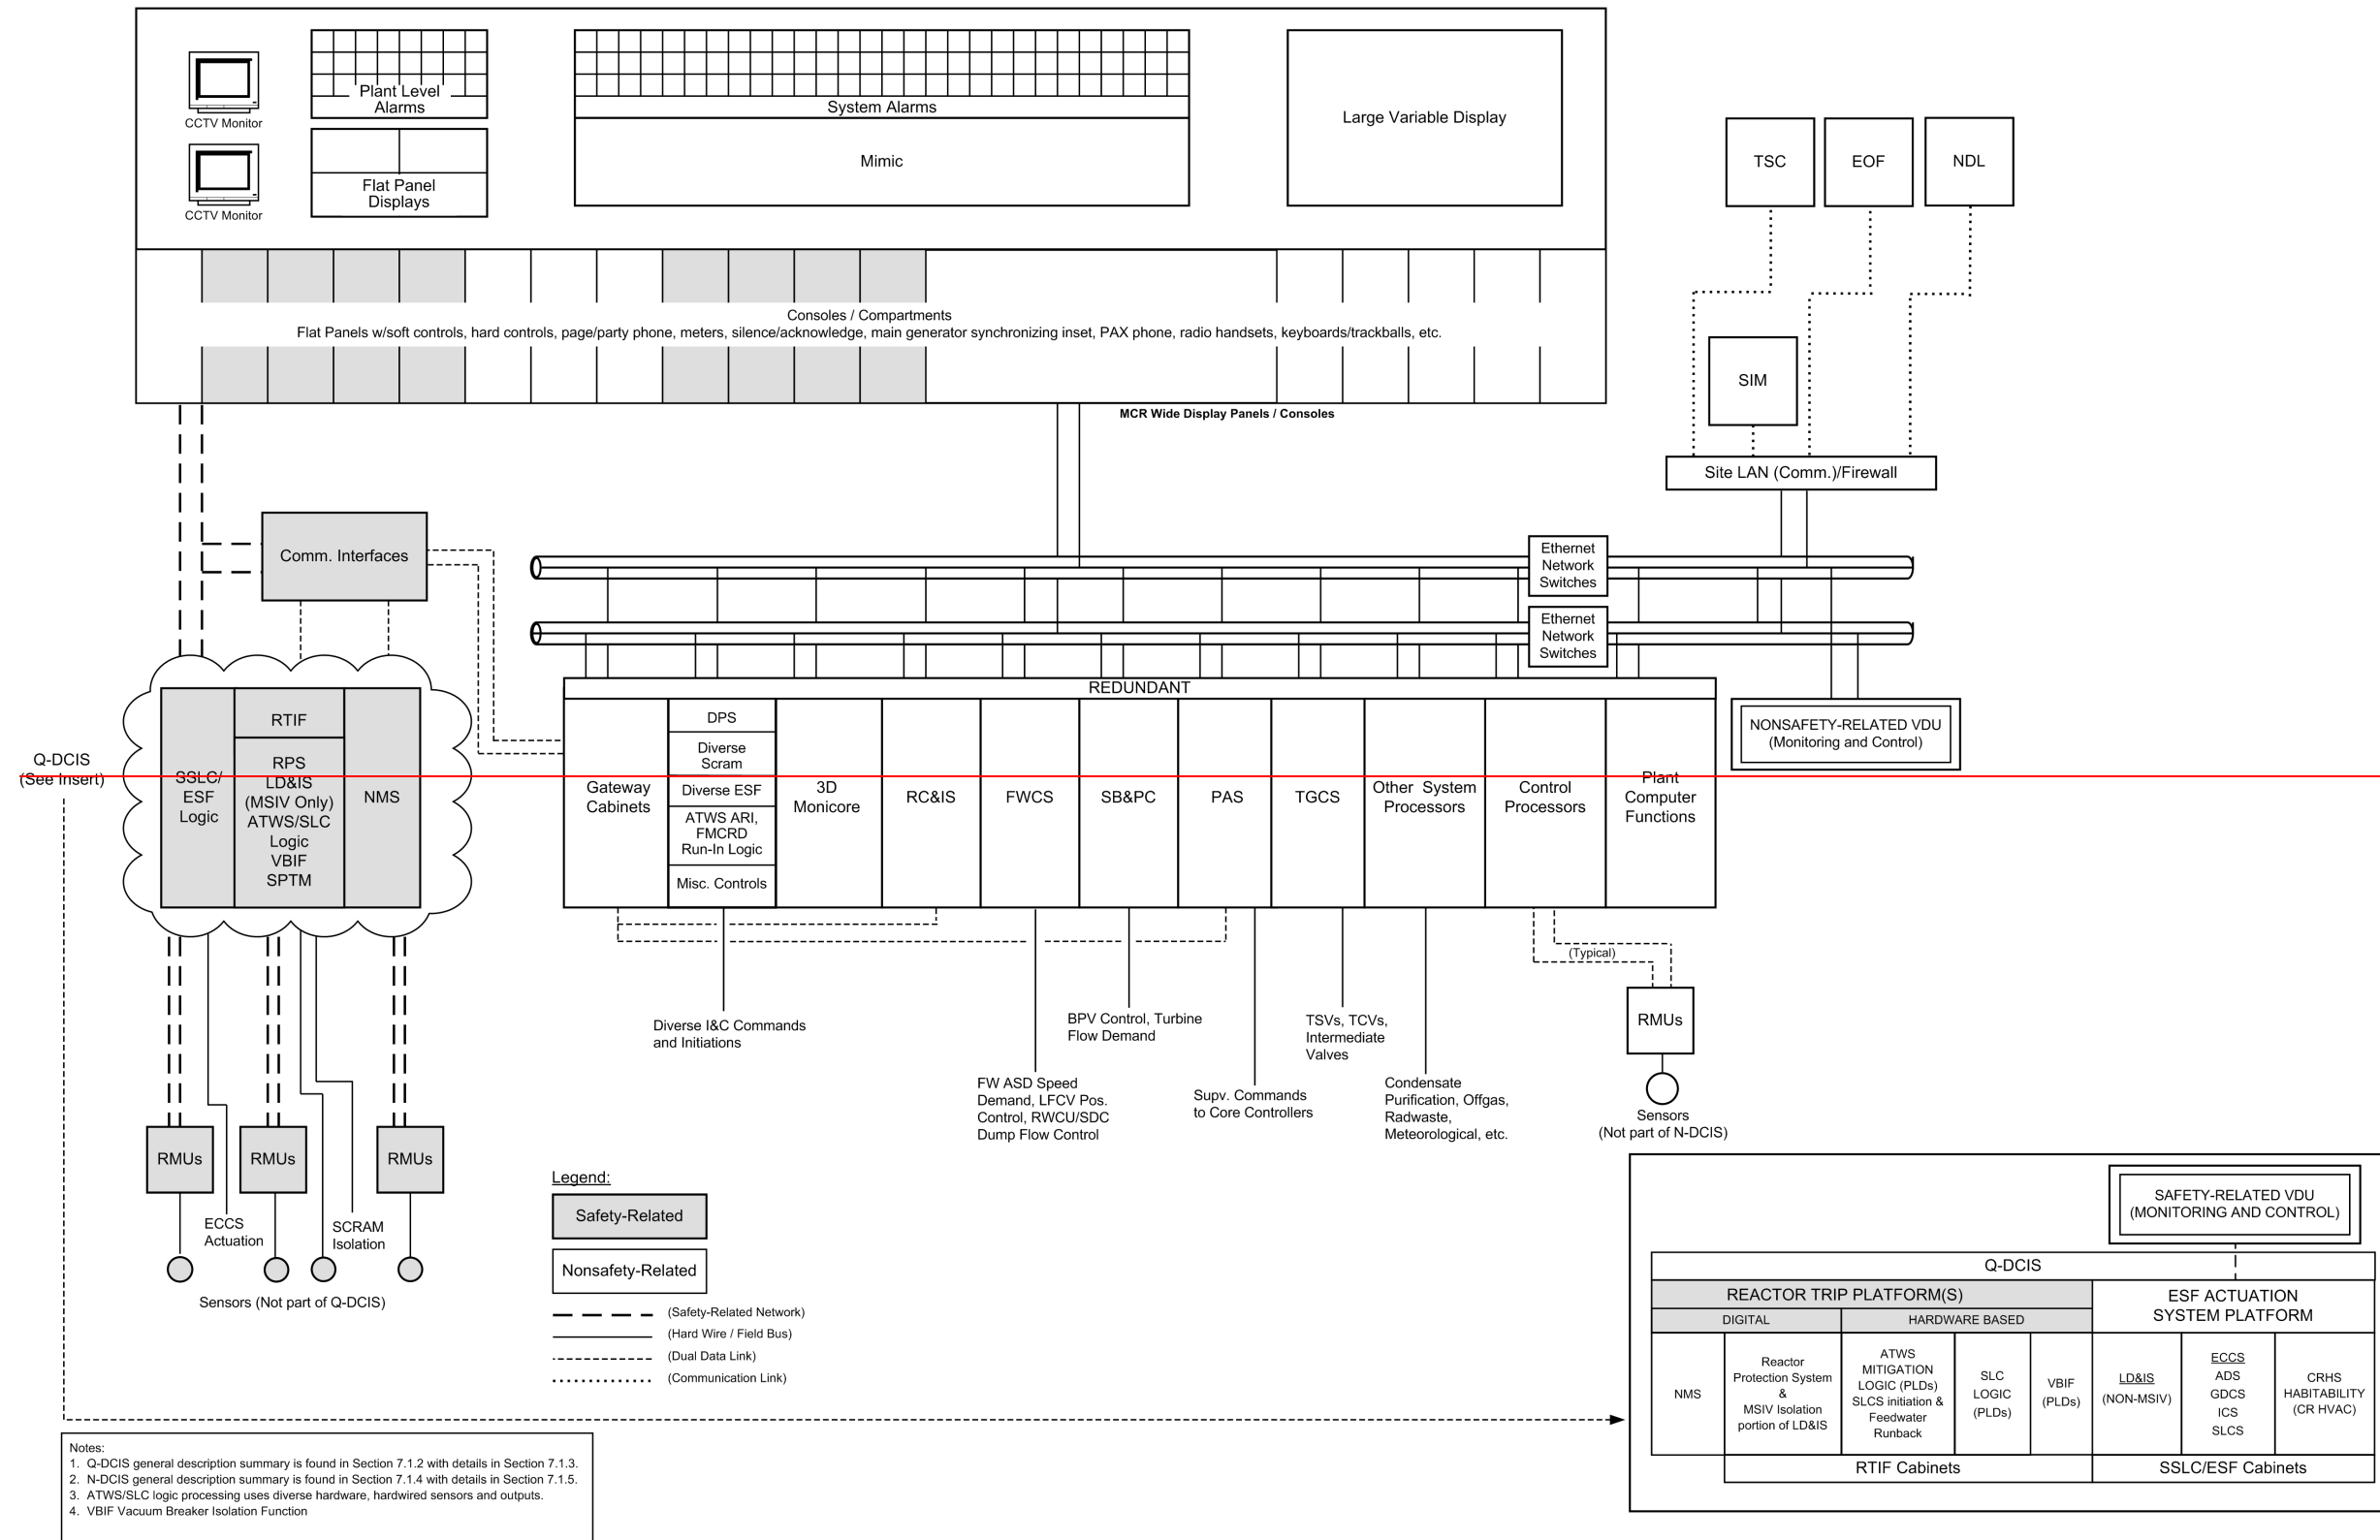 Plant Level
Alarms
CCTV Monitor
Flat Panel
Displays
CCTV Monitor
System Alarms
Mimic
Large Variable Display
TSC
EOF
NDL
Consoles / Compartments
Flat Panels w/soft controls, hard controls, page/party phone, meters, silence/acknowledge, main generator synchronizing inset, PAX phone, radio handsets, keyboards/trackballs, etc.
MCR Wide Display Panels / Consoles
SIM
Site LAN (Comm.)/Firewall
Comm. Interfaces
Ethernet
Network
Switches
Ethernet
Network
Switches
Q-DCIS
(See Insert)
SSLC/
ESF
Logic
RTIF
RPS
LD&IS
(MSIV Only)
ATWS/SLC
Logic
VBIF
SPTM
NMS
REDUNDANT
Gateway
Cabinets
DPS
Diverse
Scram
Diverse ESF
ATWS ARI,
FMCRD
Run-In Logic
Misc. Controls
3D
Monicore
RC&IS
FWCS
SB&PC
PAS
TGCS
Other System
Processors
Control
Processors
Plant
Computer
Functions
NONSAFETY-RELATED VDU
(Monitoring and Control)
(Typical)
RMUs
Sensors
(Not part of N-DCIS)
Diverse I&C Commands
and Initiations
FW ASD Speed
Demand, LFCV Pos.
Control, RWCU/SDC
Dump Flow Control
BPV Control, Turbine
Flow Demand
Supv. Commands
to Core Controllers
TSVs, TCVs,
Intermediate
Valves
Condensate
Purification, Offgas,
Radwaste,
Meteorological, etc.
RMUs
RMUs
RMUs
ECCS
Actuation
SCRAM
Isolation
Sensors (Not part of Q-DCIS)
Legend:
Safety-Related
Nonsafety-Related
(Safety-Related Network)
(Hard Wire / Field Bus)
(Dual Data Link)
(Communication Link)
SAFETY-RELATED VDU
(MONITORING AND CONTROL)
Q-DCIS
REACTOR TRIP PLATFORM(S)
ESF ACTUATION
SYSTEM PLATFORM
DIGITAL
HARDWARE BASED
NMS
Reactor
Protection System
&
MSIV Isolation
portion of LD&IS
ATWS
MITIGATION
LOGIC (PLDs)
SLCS initiation &
Feedwater
Runback
SLC
LOGIC
(PLDs)
VBIF
(PLDs)
LD&IS
(NON-MSIV)
ECCS
ADS
GDCS
ICS
SLCS
CRHS
HABITABILITY
(CR HVAC)
RTIF Cabinets
SSLC/ESF Cabinets
Notes:
1. Q-DCIS general description summary is found in Section 7.1.2 with details in Section 7.1.3.
2. N-DCIS general description summary is found in Section 7.1.4 with details in Section 7.1.5.
3. ATWS/SLC logic processing uses diverse hardware, hardwired sensors and outputs.
4. VBIF Vacuum Breaker Isolation Function